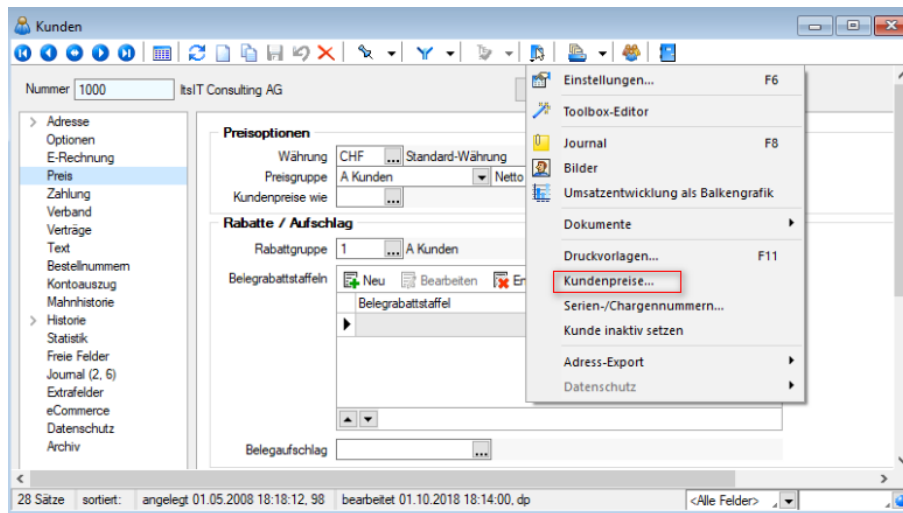 Kunden
Nummer 1000 ItsIT Consulting AG
Adresse
Optionen
E-Rechnung
Preis
Zahlung
Verband
Verträge
Text
Bestellnummern
Kontoauszug
Mahnhistorie
Historie
Statistik
Freie Felder
Journal (2, 6)
Extrafelder
eCommerce
Datenschutz
Archiv
Preisoptionen
Währung CHF ... Standard-Währung
Preisgruppe A Kunden Netto
Kundenpreise wie ...
Rabatte / Aufschlag
Rabattgruppe 1 ... A Kunden
Belegrabattstaffeln Neu Bearbeiten
Belegrabattstaffel
Belegaufschlag ...
Einstellungen... F6
Toolbox-Editor
Journal F8
Bilder
Umsatzentwicklung als Balkengrafik
Dokumente
Druckvorlagen... F11
Kundenpreise...
Serien-/Chargennummern...
Kunde inaktiv setzen
Adress-Export
Datenschutz
28 Sätze sortiert: angelegt 01.05.2008 18:18:12, 98 bearbeitet 01.10.2018 18:14:00, dp <Alle Felder>